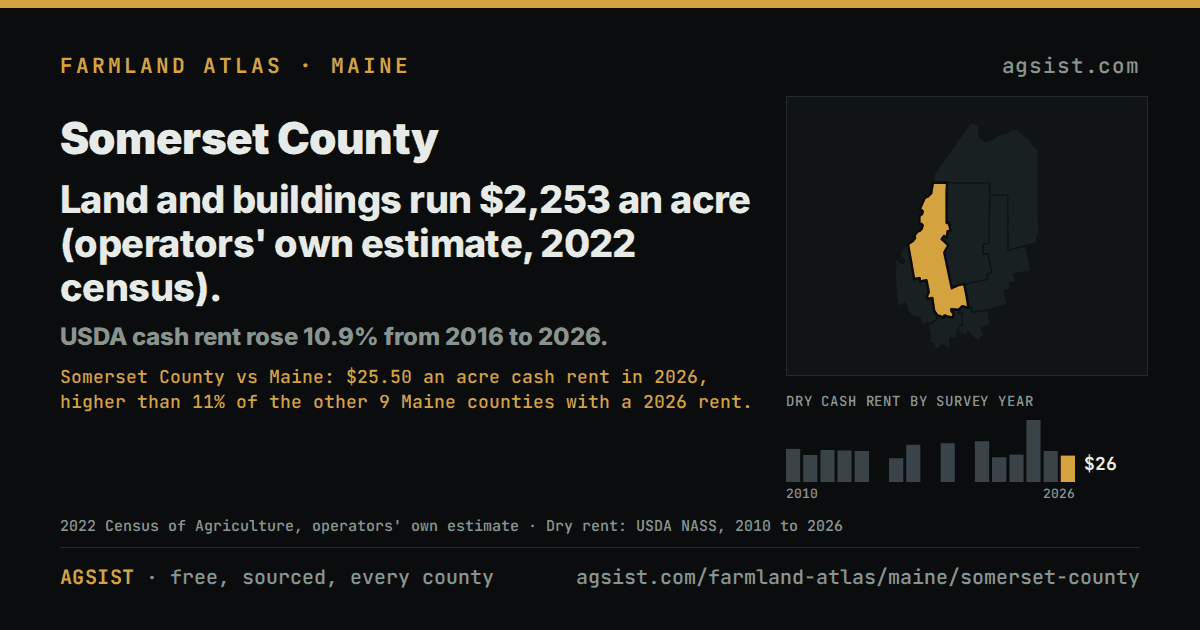 FARMLAND ATLAS · MAINE
agsist.com
Somerset County
Land and buildings run $2,253 an acre
(operators' own estimate, 2022
census).
USDA cash rent rose 10.9% from 2016 to 2026.
Somerset County vs Maine: $25.50 an acre cash rent in 2026,
higher than 11% of the other 9 Maine counties with a 2026 rent.
DRY CASH RENT BY SURVEY YEAR
$26
2010
2026
2022 Census of Agriculture, operators' own estimate · Dry rent: USDA NASS, 2010 to 2026
AGSIST · free, sourced, every county
agsist.com/farmland-atlas/maine/somerset-county